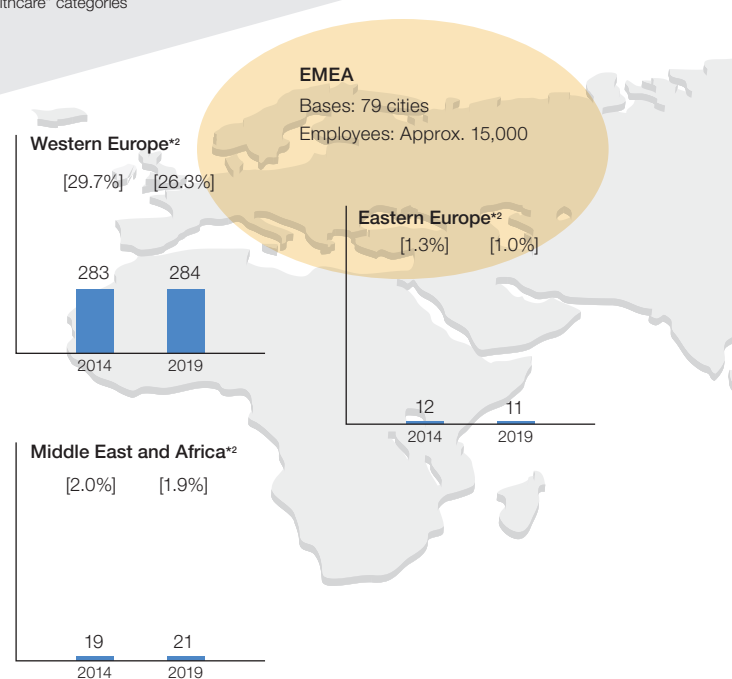 categories
EMEA
Bases: 79 cities
Employees: Approx. 15,000
Western Europe*2
[29.7%] [26.3%]
283 284
2014 2019
Eastern Europe*2
[1.3%] [1.0%]
12 11
2014 2019
Middle East and Africa*2
[2.0%] [1.9%]
19 21
2014 2019